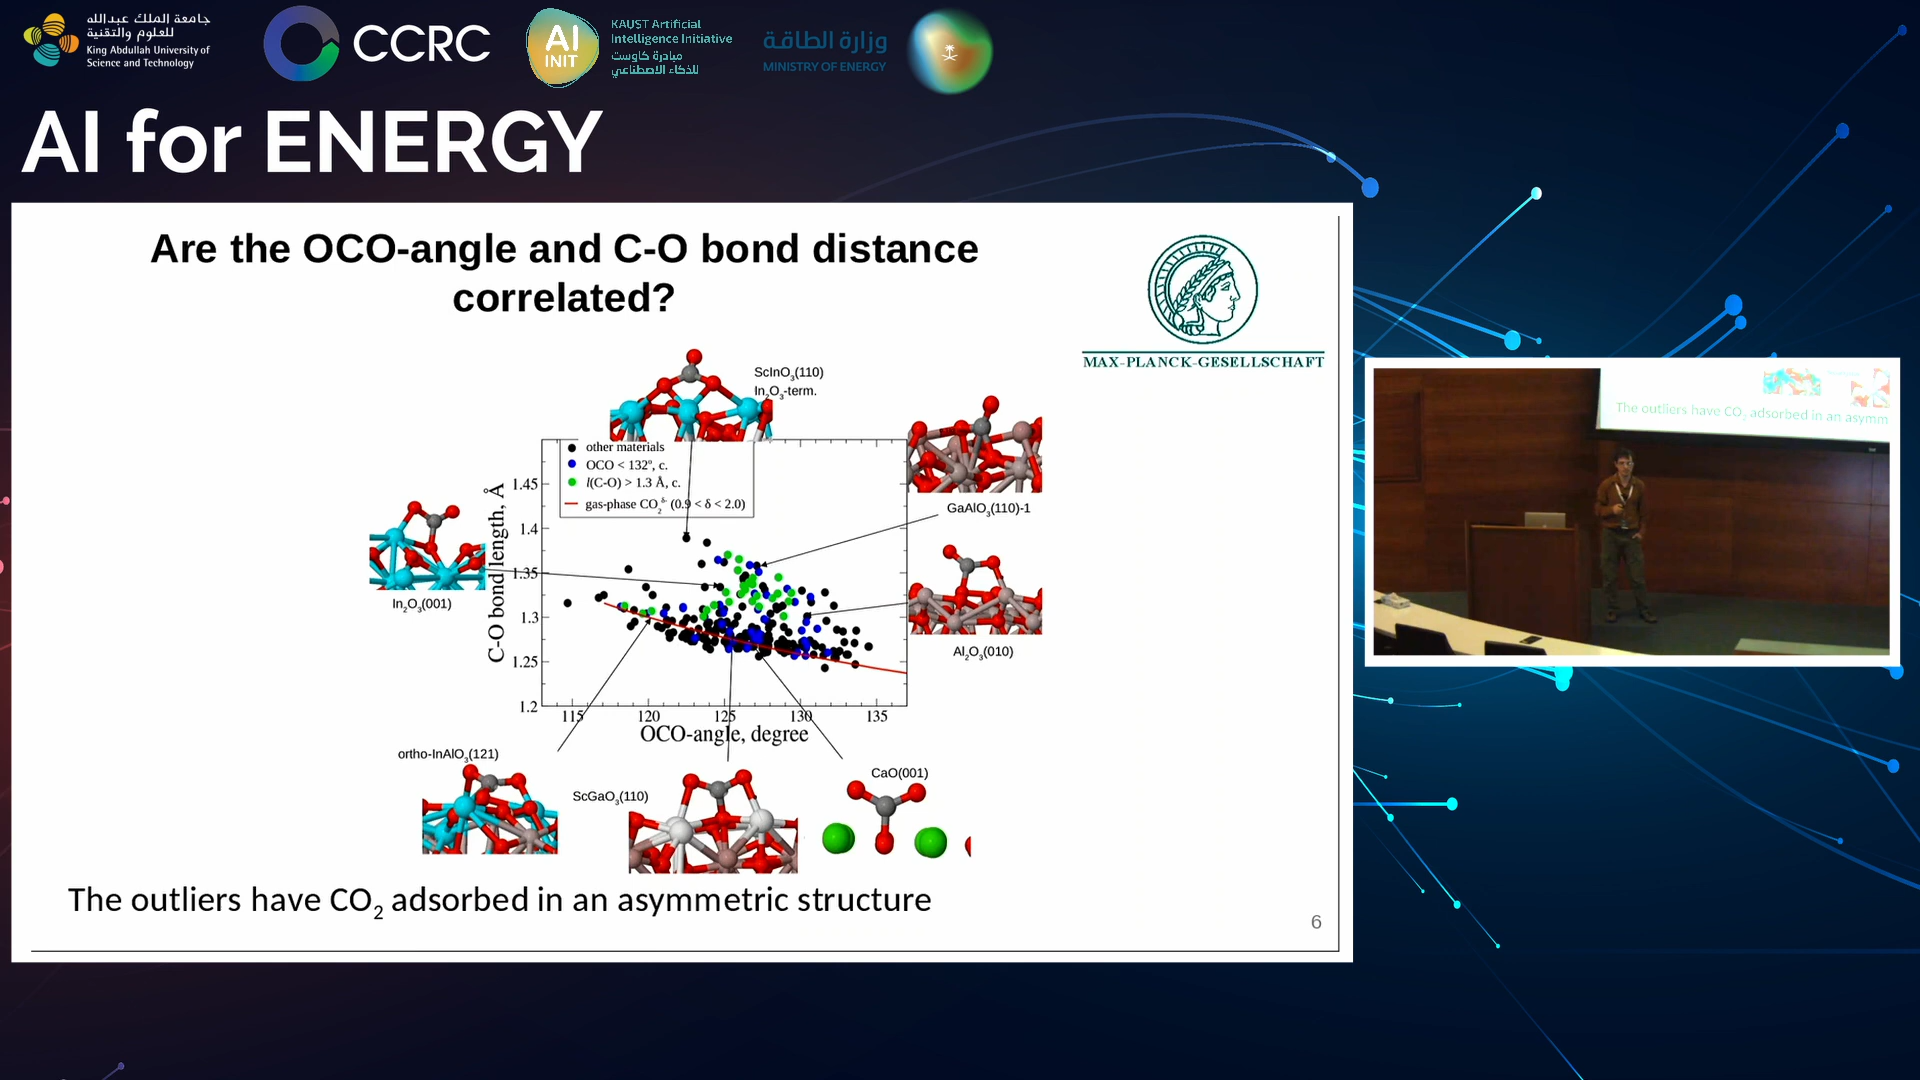 جامعة الملك عبدالله
للعلوم والتقنية
King Abdullah University of
Science and Technology
CCRC
AI
INIT
KAUST Artificial
Intelligence Initiative
مبادرة كاوست
للذكاء الاصطناعي
وزارة الطاقة
MINISTRY OF ENERGY
AI for ENERGY
Are the OCO-angle and C-O bond distance
correlated?
MAX-PLANCK-GESELLSCHAFT
ScInO3(110)
In2O3-term.
other materials
OCO < 132°, c.
l(C-O) > 1.3 Å, c.
gas-phase CO2δ- (0.9 < δ < 2.0)
GaAlO3(110)-1
In2O3(001)
Al2O3(010)
C-O bond length, Å
1.45
1.4
1.35
1.3
1.25
1.2
115
120
125
130
135
OCO-angle, degree
ortho-InAlO3(121)
ScGaO3(110)
CaO(001)
The outliers have CO2 adsorbed in an asymmetric structure
6
The outliers have CO2 adsorbed in an asymm